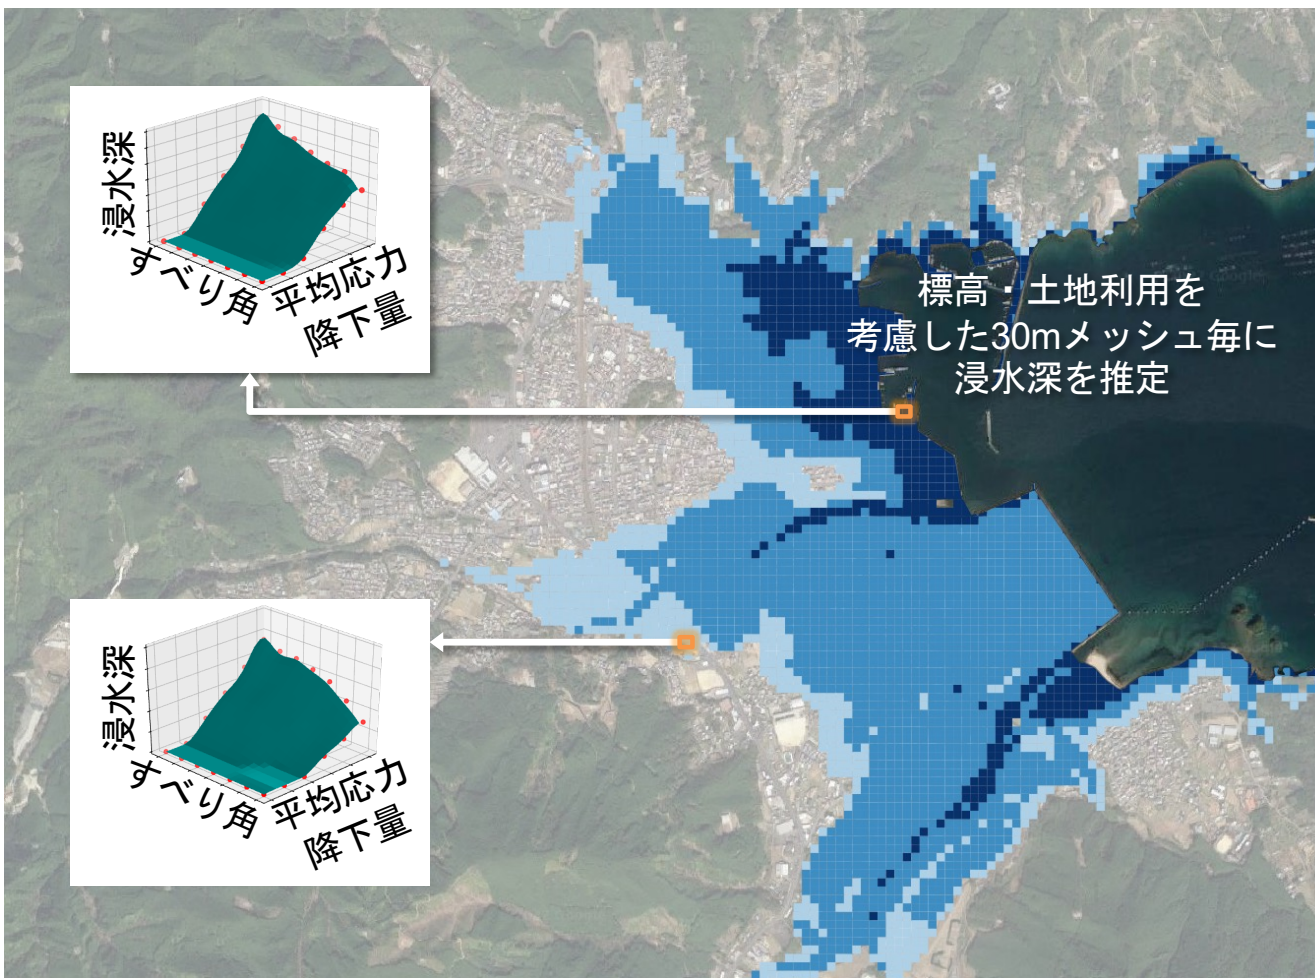 浸水深
すべり角
平均応力
降下量
標高・土地利用を
考慮した30mメッシュ毎に
浸水深を推定
浸水深
すべり角
平均応力
降下量